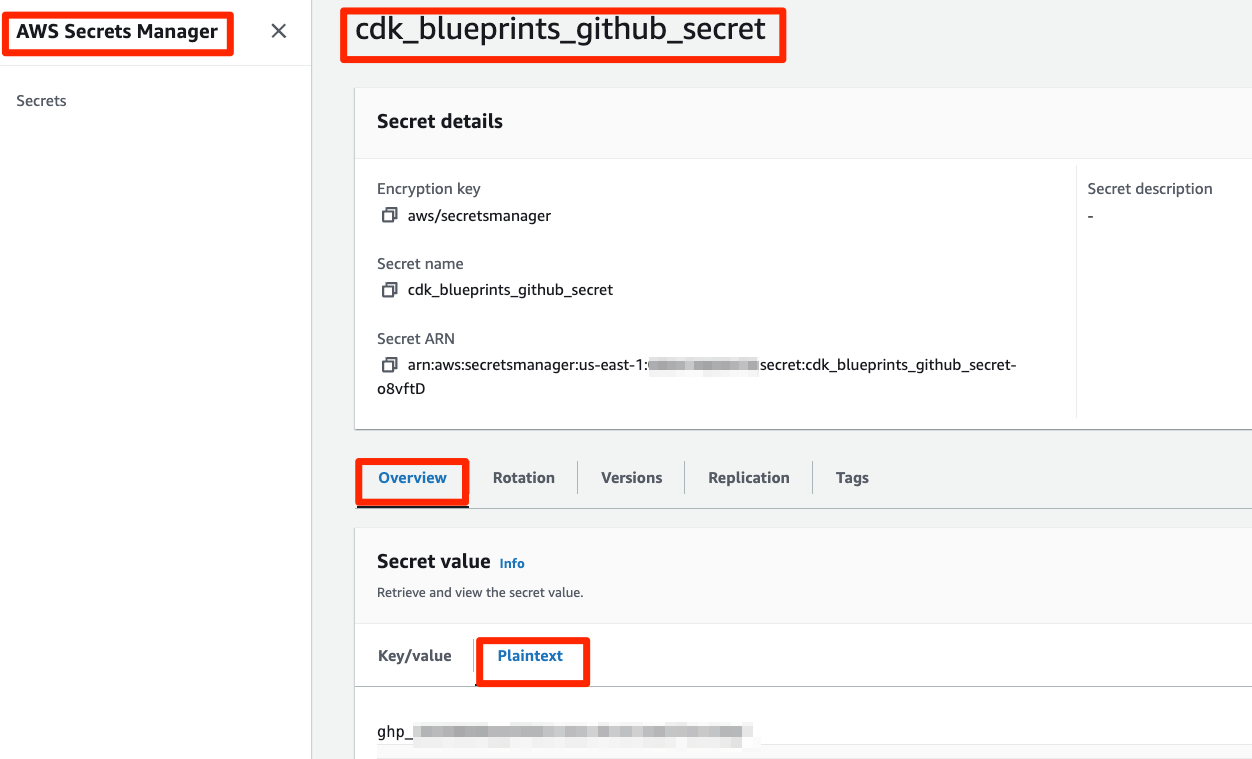 AWS Secrets Manager
Secrets
cdk_blueprints_github_secret
Secret details
Encryption key
aws/secretsmanager
Secret name
cdk_blueprints_github_secret
Secret ARN
arn:aws:secretsmanager:us-east-1: secret:cdk_blueprints_github_secret-
o8vftD
Secret description
-
Overview
Rotation
Versions
Replication
Tags
Secret value Info
Retrieve and view the secret value.
Key/value
Plaintext
ghp_